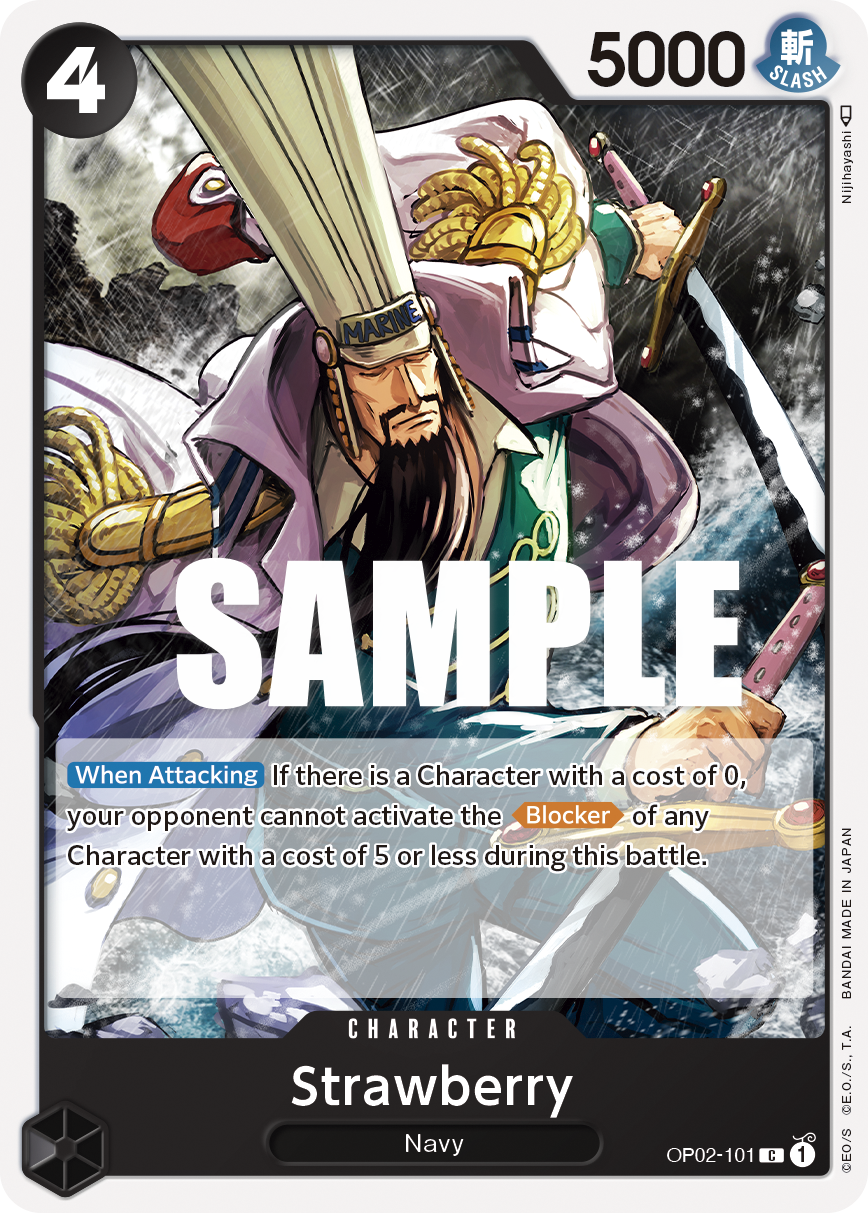 4
5000
斬
SLASH
Nijihayashi
MARINE
SAMPLE
When Attacking If there is a Character with a cost of 0,
your opponent cannot activate the Blocker of any
Character with a cost of 5 or less during this battle.
CHARACTER
Strawberry
Navy
OP02-101 C 1
©EO/S ©E.O./S., T.A. BANDAI MADE IN JAPAN